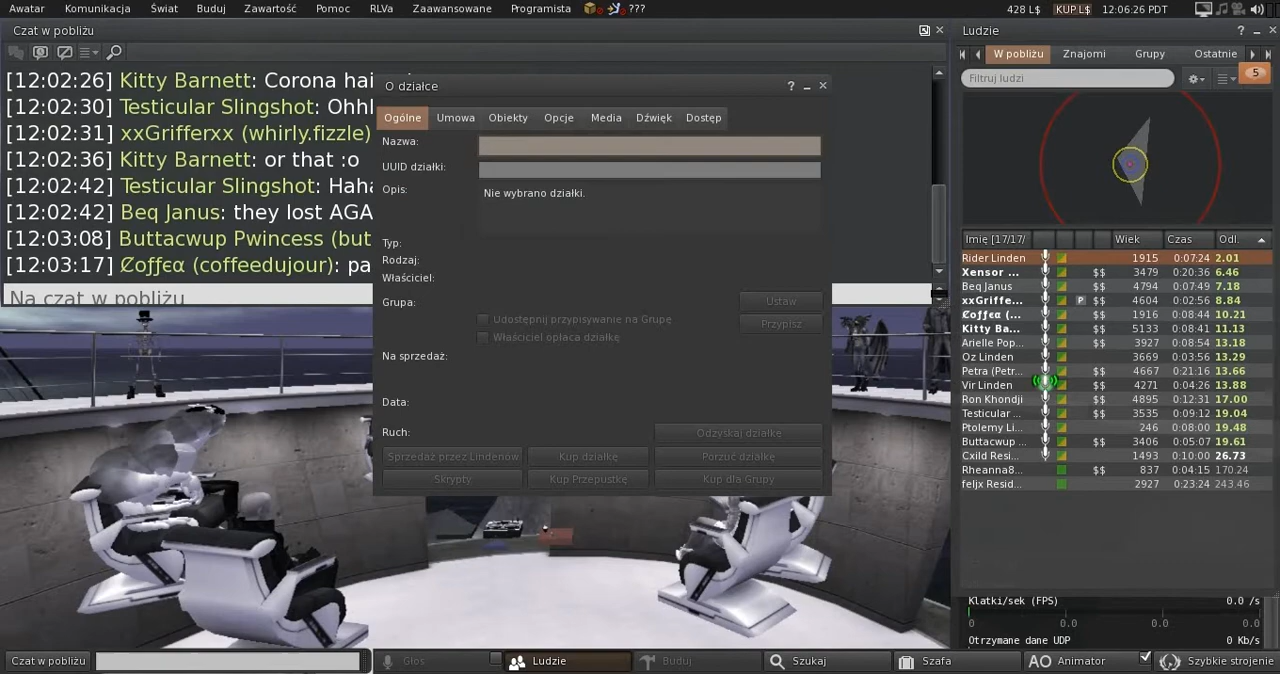 Awatar Komunikacja Świat Buduj Zawartość Pomoc RLVa Zaawansowane Programista ??? 428 L$ KUP L$ 12:06:26 PDT
Czat w pobliżu
[12:02:26] Kitty Barnett: Corona hai
[12:02:30] Testicular Slingshot: Ohhl
[12:02:31] xxGrifferxx (whirly.fizzle)
[12:02:36] Kitty Barnett: or that :o
[12:02:42] Testicular Slingshot: Haha
[12:02:42] Beq Janus: they lost AGA
[12:03:08] Buttacwup Pwincess (but
[12:03:17] Ȼoƒƒєα (coffeedujour): pa
Na czat w pobliżu
O działce
?
Ogólne Umowa Obiekty Opcje Media Dźwięk Dostęp
Nazwa:
UUID działki:
Opis: Nie wybrano działki.
Typ:
Rodzaj:
Właściciel:
Grupa: Ustaw
Udostępnij przypisywanie na Grupę Przypisz
Właściciel opłaca działkę
Na sprzedaż:
Data:
Ruch: Odzyskaj działkę
Sprzedaż przez Lindenów Kup działkę Porzuć działkę
Skrypty Kup Przepustkę Kup dla Grupy
Ludzie
?
W pobliżu Znajomi Grupy Ostatnie
Filtruj ludzi
5
Imię [17/17/ Wiek Czas Odl.
Rider Linden 1915 0:07:24 2.01
Xensor ... $$ 3479 0:20:36 6.46
Beq Janus $$ 4794 0:07:49 7.18
xxGriffe... P $$ 4604 0:02:56 8.84
Ȼoƒƒєα (... $$ 1916 0:08:44 10.21
Kitty Ba... $$ 5133 0:08:41 11.13
Arielle Pop... $$ 3927 0:08:54 13.18
Oz Linden 3669 0:03:56 13.29
Petra (Petr... $$ 4667 0:21:16 13.66
Vir Linden $$ 4271 0:04:26 13.88
Ron Khondji $$ 4895 0:12:31 17.00
Testicular ... $$ 3535 0:09:12 19.04
Ptolemy Li... 246 0:08:00 19.48
Buttacwup ... $$ 3406 0:05:07 19.61
Cxild Resi... 1493 0:10:00 26.73
Rheanna8... $$ 837 0:04:15 170.24
feljx Resid... 2927 0:23:24 243.46
Klatki/sek (FPS) 0.0 /s
0 0.0 0.0 0.0
Otrzymane dane UDP 0 Kb/s
Czat w pobliżu Głos Ludzie Buduj Szukaj Szafa AO Animator Szybkie strojenie